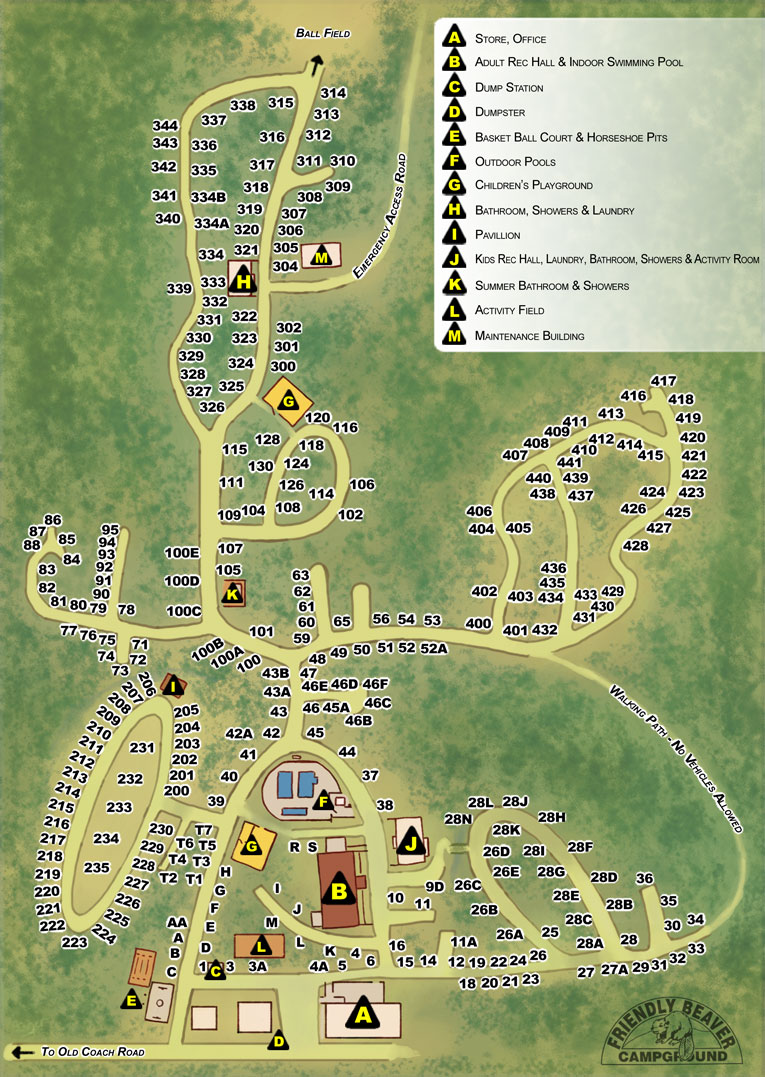 BALL FIELD
A STORE, OFFICE
B ADULT REC HALL & INDOOR SWIMMING POOL
C DUMP STATION
D DUMPSTER
E BASKET BALL COURT & HORSESHOE PITS
F OUTDOOR POOLS
G CHILDREN'S PLAYGROUND
H BATHROOM, SHOWERS & LAUNDRY
I PAVILLION
J KIDS REC HALL, LAUNDRY, BATHROOM, SHOWERS & ACTIVITY ROOM
K SUMMER BATHROOM & SHOWERS
L ACTIVITY FIELD
M MAINTENANCE BUILDING
EMERGENCY ACCESS ROAD
338 315 314
337 313
344 316 312
343 336
342 335 317 311 310
318 309
341 334B 308
340 334A 319 307
320 306
334 321 305 M
339 333 H 304
332
331 322 302
330 323 301
329 324 300
328
327 325 G
326
120
128 118 116
115
130 124
111 126 106
114
109 104 108 102
417
416 418
411 413 419
409 412 414 420
408 410
407 441 415 421
440 439 422
438 437 424 423
406 426 425
404 405 427
428
436
435
402 403 434 433 429
430
400 401 432 431
86 95
87 85 94
88 93
84 92
83 91
82 90
81 80 79 78
77 76 75 71
74 72
73
100E 107
100D 105
K
100C
100B 101
100A
100
63
62
61
60 65 56 54 53
59
48 49 50 51 52 52A
43B 47
43A 46E 46D 46F
43 46 45A 46C
46B
42A 42 45
41 44
40 37
39 38
I
206
207
208 205
209 204
210
211 231 203
212 202
213 232 201
214 200
215 233
216 230 T7
217 234 229 T6 T5
218 228 T4 T3
219 235 T2 T1
220 227
221 226
222 225
223 224
WALKING PATH - NO VEHICLES ALLOWED
F
G R S B J
H
G I
F J
E M
D L
L K 4
AA
A
B
C
1 C 3 3A 4A 5 6
28L 28J
28N 28H
28K
26D 28I 28F
26E 28G 28D 36
9D 26C 28E
10 11 26B 28B 35
28C
16 11A 26A 25 30 34
28A 28 33
15 14 12 19 22 24 26 27 27A 29 31 32
18 20 21 23
E
A
D
TO OLD COACH ROAD
FRIENDLY BEAVER
CAMPGROUND